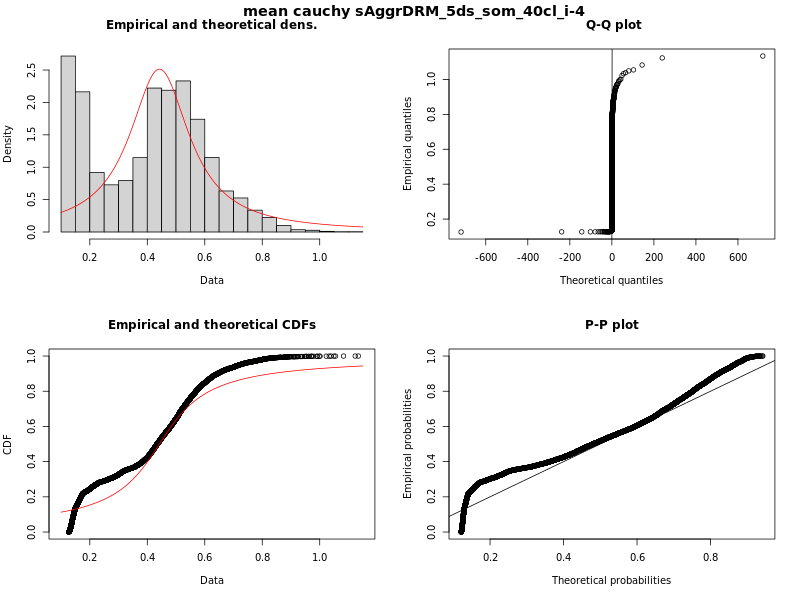 mean cauchy sAggrDRM_5ds_som_40cl_i-4
Empirical and theoretical dens.
Density
0.0 0.5 1.0 1.5 2.0 2.5
0.2 0.4 0.6 0.8 1.0
Data
Q-Q plot
Empirical quantiles
0.2 0.4 0.6 0.8 1.0
-600 -400 -200 0 200 400 600
Theoretical quantiles
Empirical and theoretical CDFs
CDF
0.0 0.2 0.4 0.6 0.8 1.0
0.2 0.4 0.6 0.8 1.0
Data
P-P plot
Empirical probabilities
0.0 0.2 0.4 0.6 0.8 1.0
0.2 0.4 0.6 0.8
Theoretical probabilities